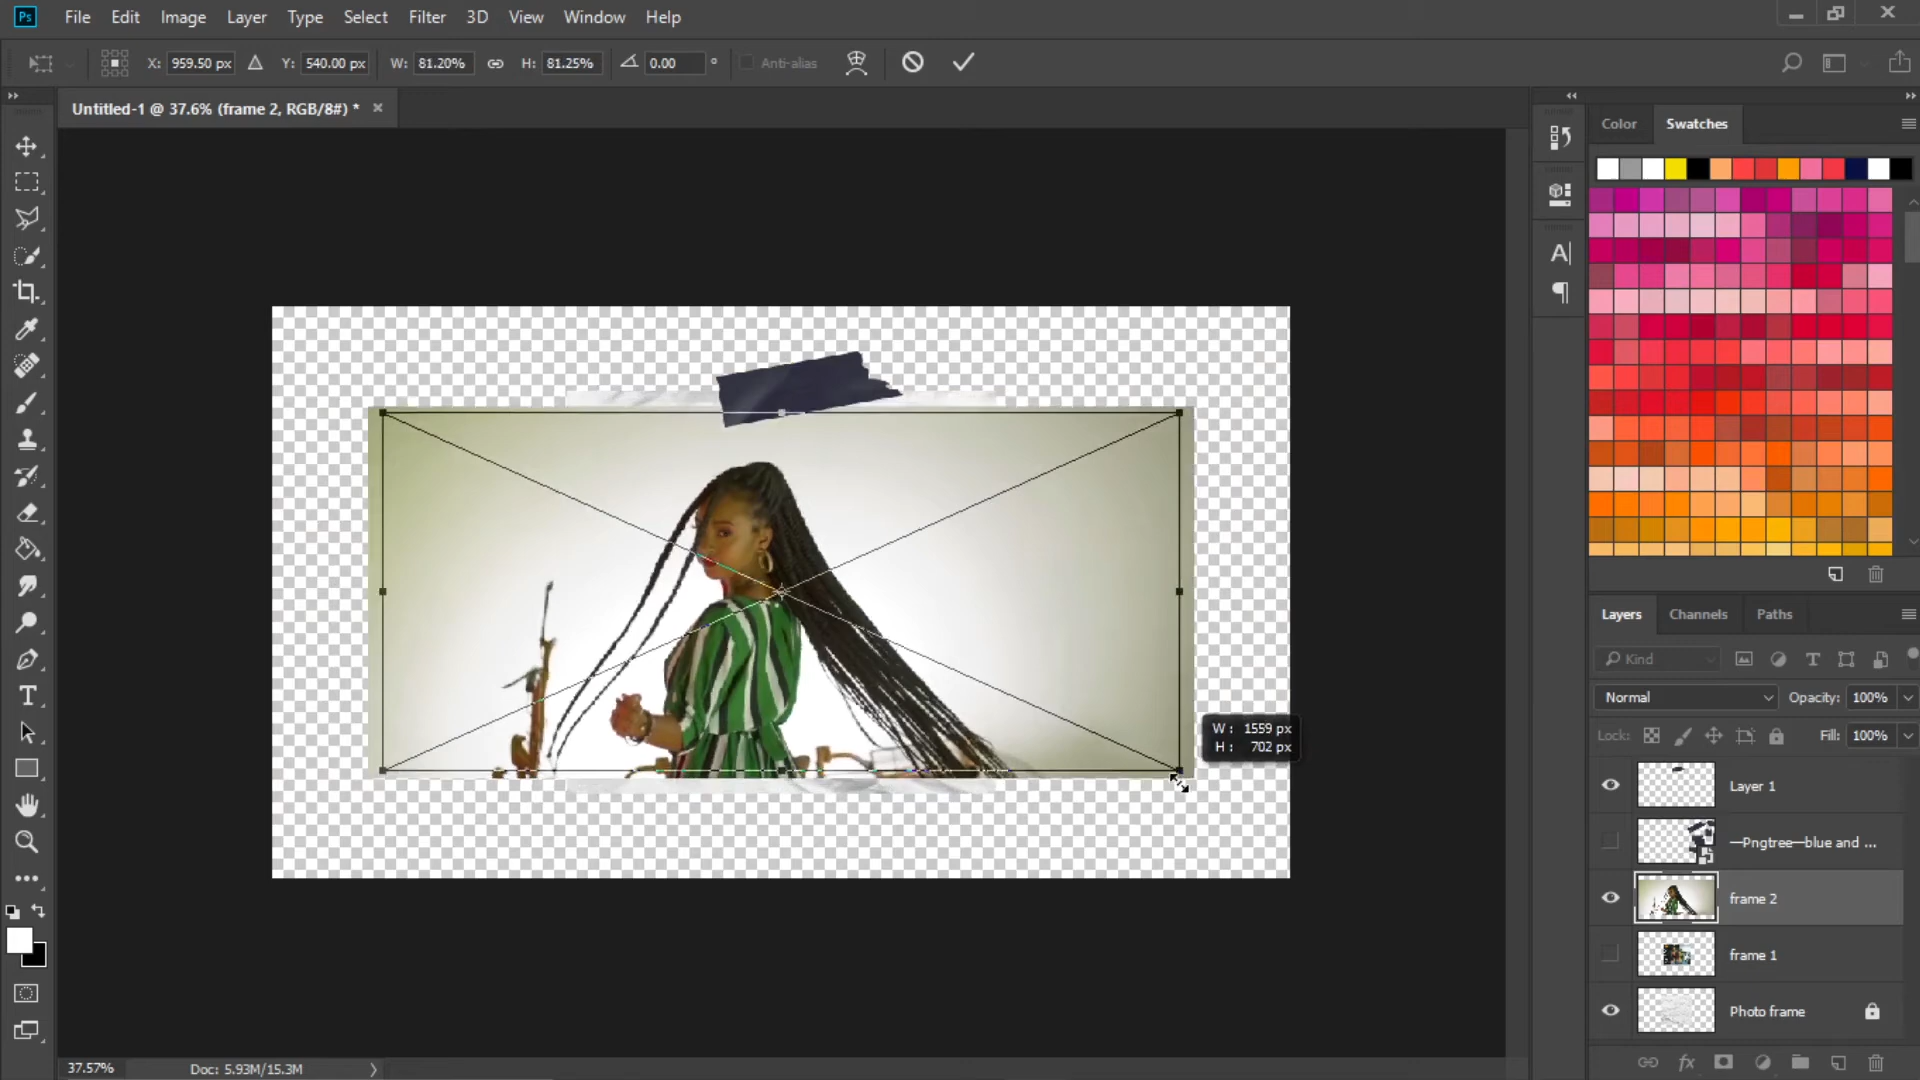 Ps File Edit Image Layer Type Select Filter 3D View Window Help
X: 959.50 px Y: 540.00 px W: 81.20% H: 81.25% 0.00 ° Anti-alias
Untitled-1 @ 37.6% (frame 2, RGB/8#) * ×
Color Swatches
W : 1559 px
H : 702 px
Layers Channels Paths
Kind
Normal Opacity: 100%
Lock: Fill: 100%
Layer 1
—Pngtree—blue and ...
frame 2
frame 1
Photo frame
37.57% Doc: 5.93M/15.3M